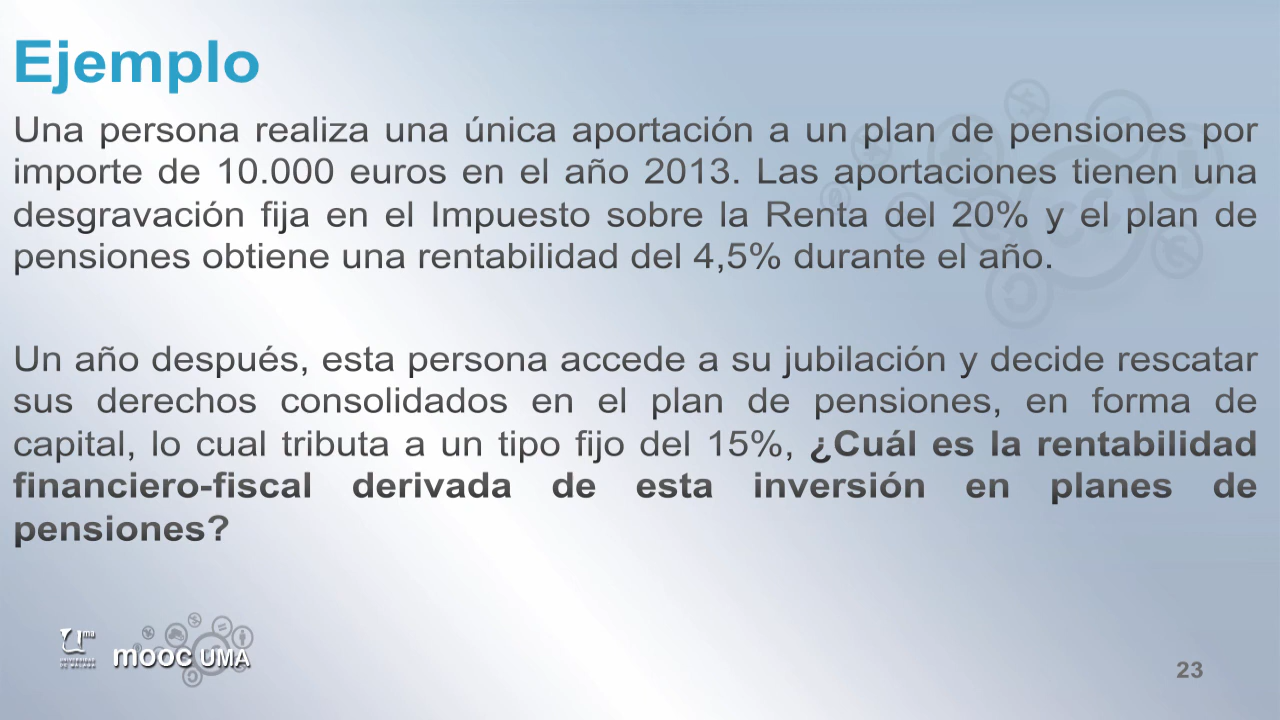 Ejemplo
Una persona realiza una única aportación a un plan de pensiones por
importe de 10.000 euros en el año 2013. Las aportaciones tienen una
desgravación fija en el Impuesto sobre la Renta del 20% y el plan de
pensiones obtiene una rentabilidad del 4,5% durante el año.
Un año después, esta persona accede a su jubilación y decide rescatar
sus derechos consolidados en el plan de pensiones, en forma de
capital, lo cual tributa a un tipo fijo del 15%, ¿Cuál es la rentabilidad
financiero-fiscal derivada de esta inversión en planes de
pensiones?
mooc UMA
23